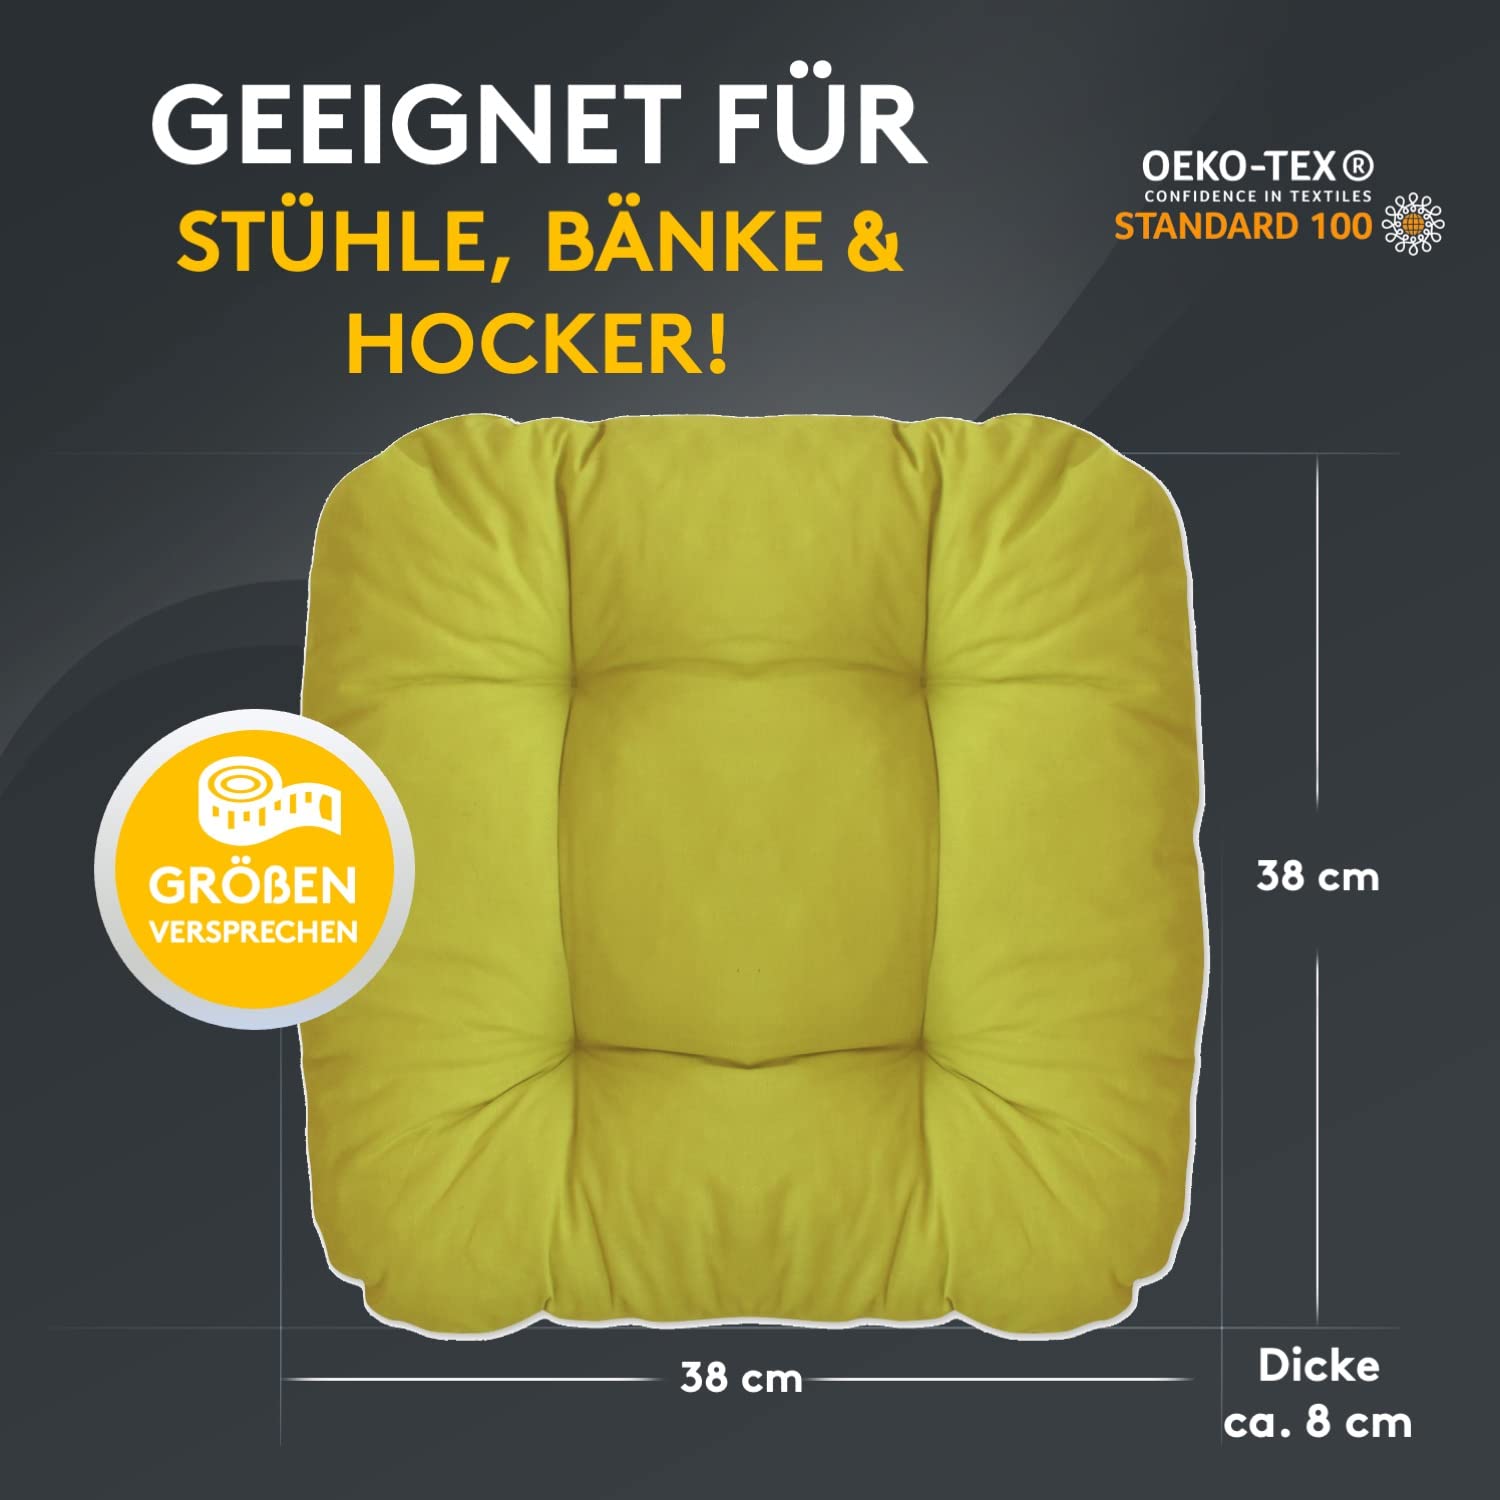 GEEIGNET FÜR
STÜHLE, BÄNKE &
HOCKER!
OEKO-TEX®
CONFIDENCE IN TEXTILES
STANDARD 100
GRÖßEN
VERSPRECHEN
38 cm
38 cm
Dicke
ca. 8 cm